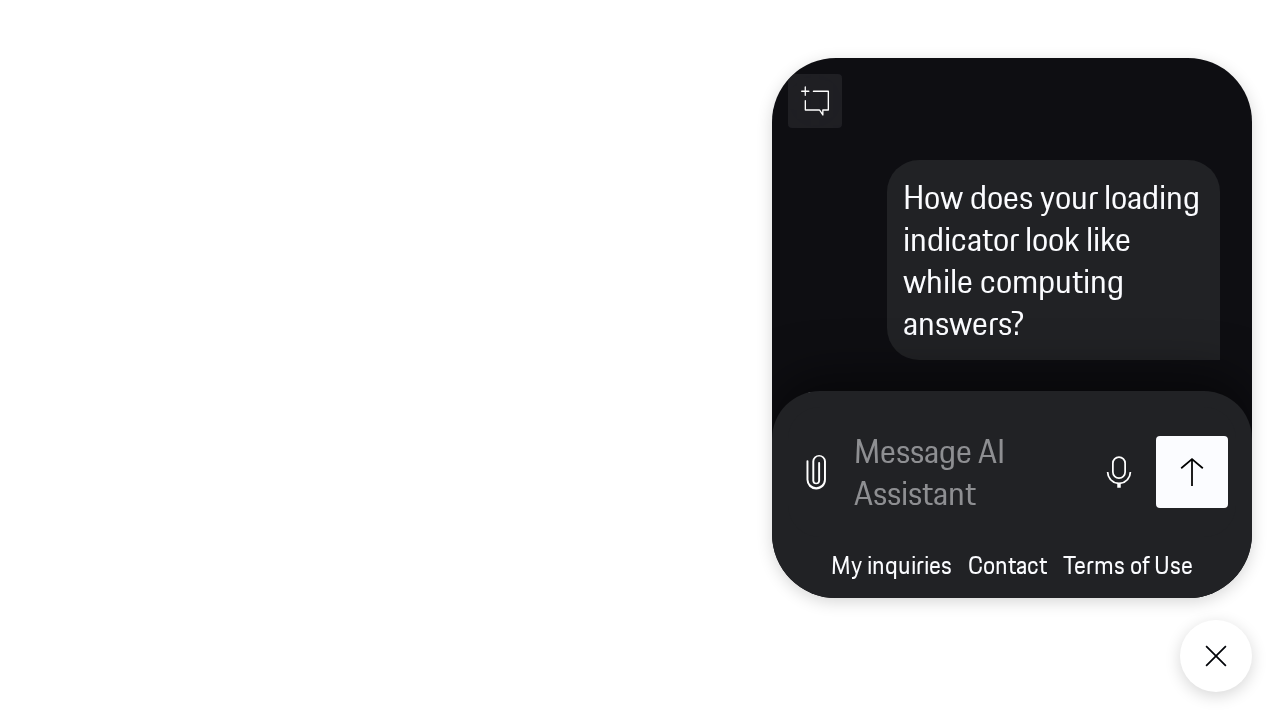 How does your loading
indicator look like
while computing
answers?
Message AI
Assistant
My inquiries Contact Terms of Use